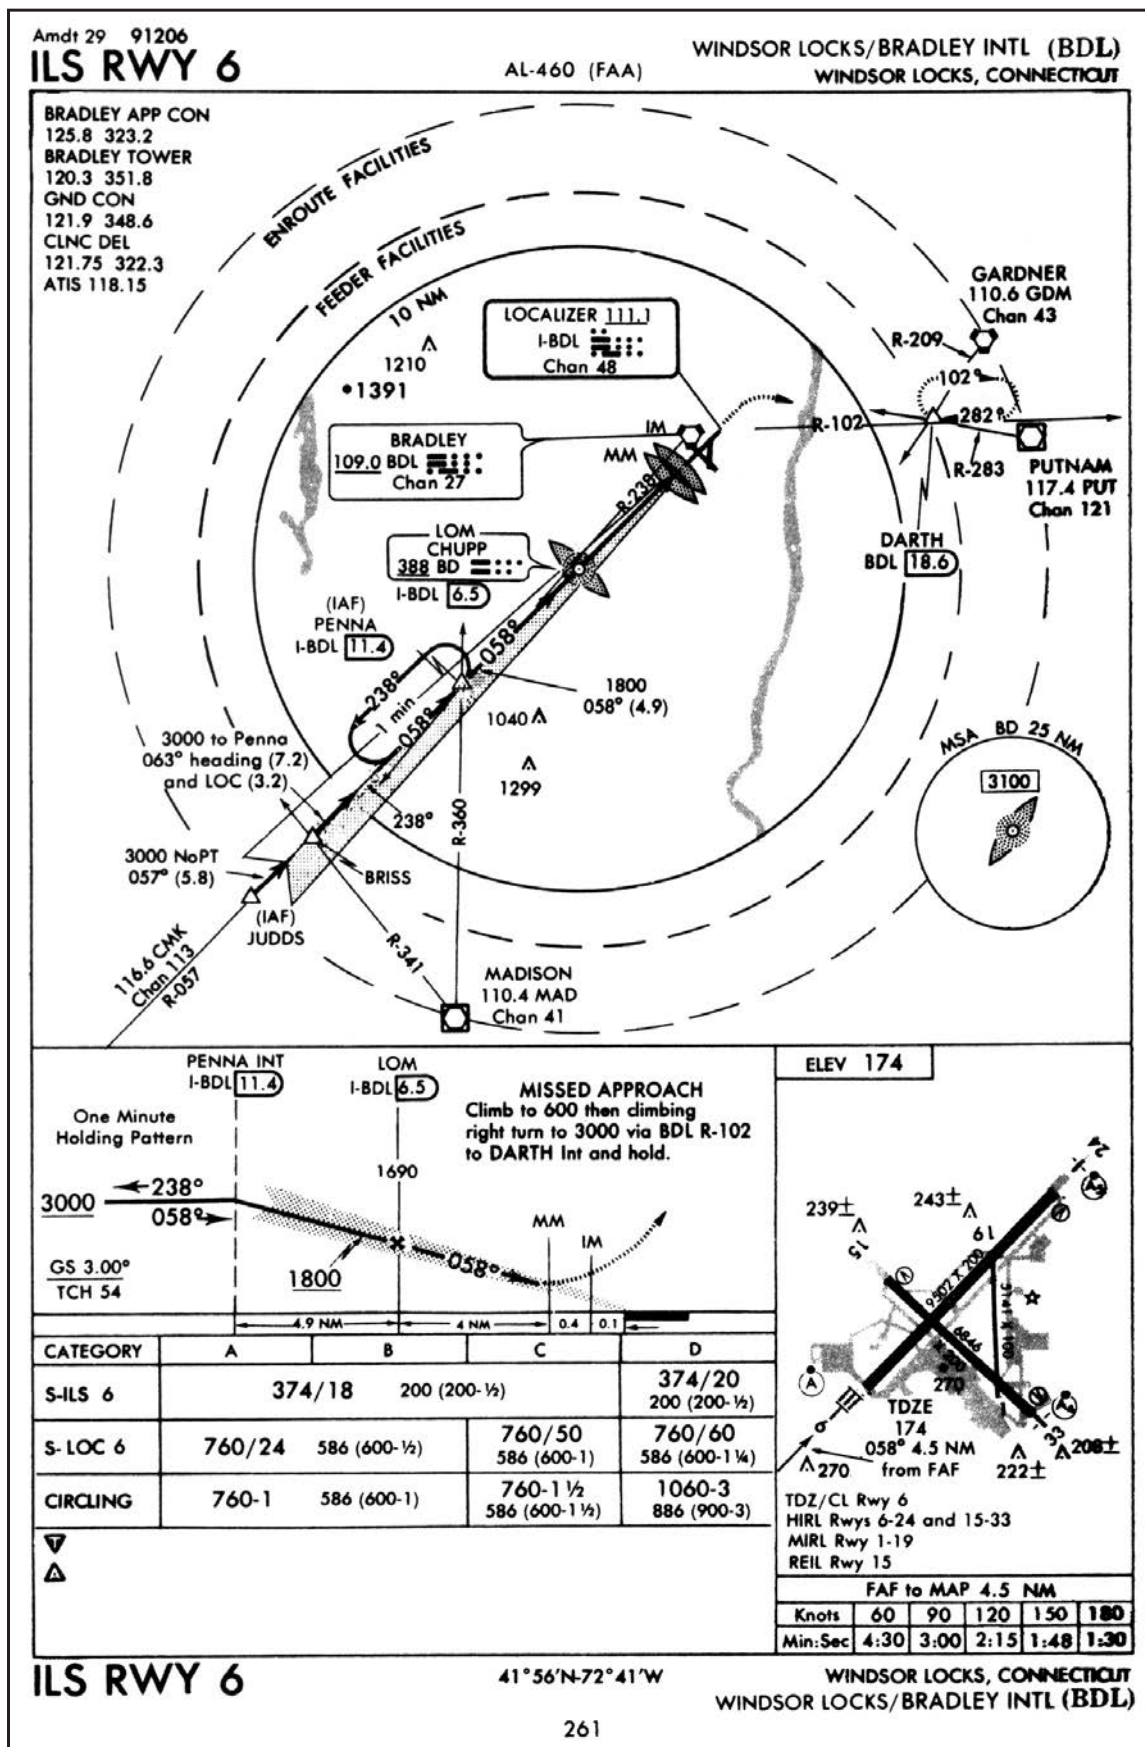 Amdt 29 91206
ILS RWY 6
AL-460 (FAA)
WINDSOR LOCKS/BRADLEY INTL (BDL)
WINDSOR LOCKS, CONNECTICUT
BRADLEY APP CON
125.8 323.2
BRADLEY TOWER
120.3 351.8
GND CON
121.9 348.6
CLNC DEL
121.75 322.3
ATIS 118.15
ENROUTE FACILITIES
FEEDER FACILITIES
10 NM
1210
1391
LOCALIZER 111.1
I-BDL
Chan 48
GARDNER
110.6 GDM
Chan 43
R-209
102°
282°
R-102
R-283
PUTNAM
117.4 PUT
Chan 121
DARTH
BDL 18.6
IM
MM
BRADLEY
109.0 BDL
Chan 27
R-238
LOM
CHUPP
388 BD
I-BDL 6.5
(IAF)
PENNA
I-BDL 11.4
058°
238°
1 min
058°
1800
058° (4.9)
1040
1299
3000 to Penna
063° heading (7.2)
and LOC (3.2)
238°
R-360
3000 NoPT
057° (5.8)
BRISS
(IAF)
JUDDS
R-341
116.6 CMK
Chan 113
R-057
MADISON
110.4 MAD
Chan 41
MSA BD 25 NM
3100
PENNA INT
I-BDL 11.4
LOM
I-BDL 6.5
MISSED APPROACH
Climb to 600 then climbing
right turn to 3000 via BDL R-102
to DARTH Int and hold.
One Minute
Holding Pattern
1690
3000
238°
058°
MM
IM
GS 3.00°
TCH 54
1800
058°
4.9 NM
4 NM
0.4
0.1
CATEGORY A B C D
S-ILS 6 374/18 200 (200-½) 374/20
200 (200-½)
S-LOC 6 760/24 586 (600-½) 760/50 760/60
586 (600-1) 586 (600-1¼)
CIRCLING 760-1 586 (600-1) 760-1½ 1060-3
586 (600-1½) 886 (900-3)
T
A
ELEV 174
24
239±
243±
15
19
9502 X 200
5141 X 100
6846 X 200
270
TDZE
174
058° 4.5 NM
from FAF
6
270
1
33
222±
208±
A
TDZ/CL Rwy 6
HIRL Rwys 6-24 and 15-33
MIRL Rwy 1-19
REIL Rwy 15
FAF to MAP 4.5 NM
Knots 60 90 120 150 180
Min:Sec 4:30 3:00 2:15 1:48 1:30
ILS RWY 6
41°56'N-72°41'W
WINDSOR LOCKS, CONNECTICUT
WINDSOR LOCKS/BRADLEY INTL (BDL)
261